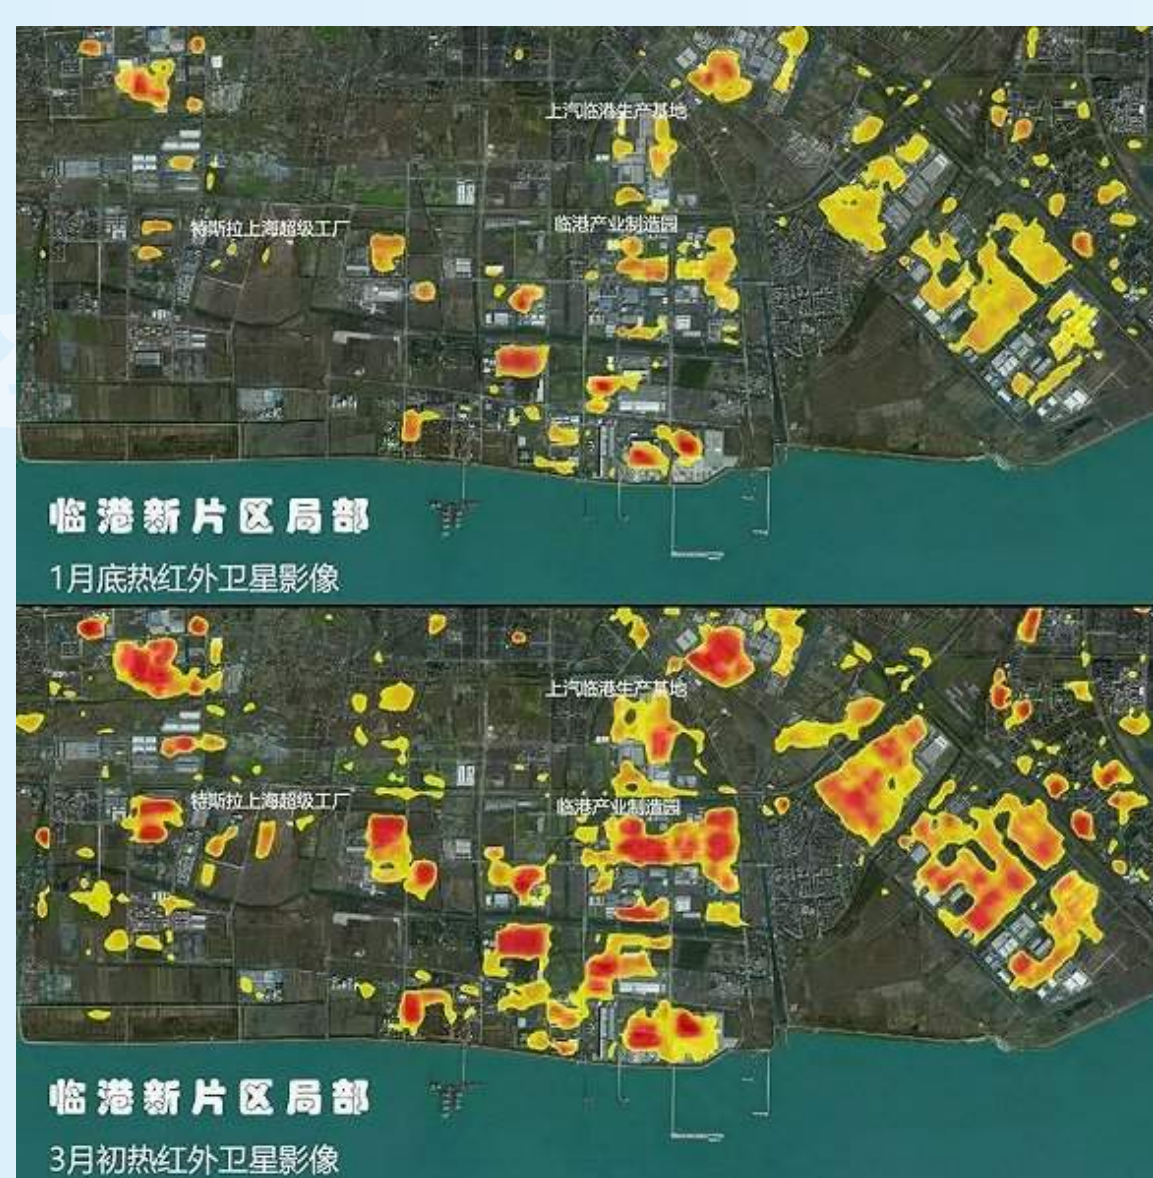 上汽临港生产基地
特斯拉上海超级工厂
临港产业制造园
临港新片区局部
1月底热红外卫星影像
上汽临港生产基地
特斯拉上海超级工厂
临港产业制造园
临港新片区局部
3月初热红外卫星影像